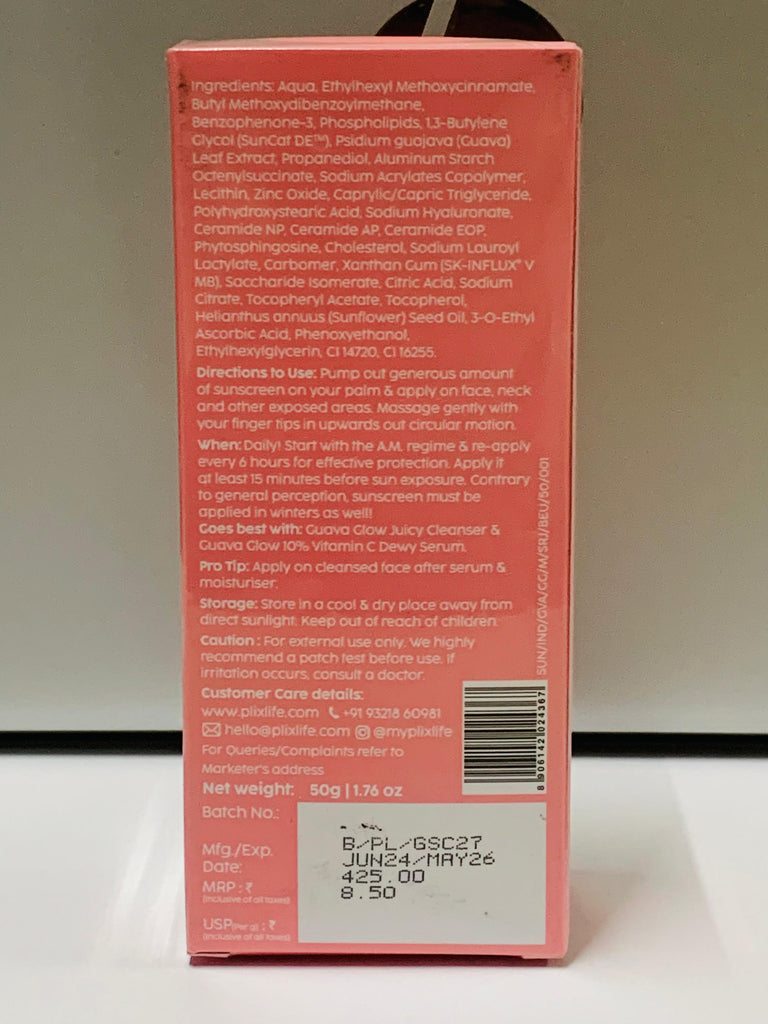 Ingredients: Aqua, Ethylhexyl Methoxycinnamate,
Butyl Methoxydibenzoylmethane,
Benzophenone-3, Phospholipids, 1,3-Butylene
Glycol (SunCat DE™), Psidium guajava (Guava)
Leaf Extract, Propanediol, Aluminum Starch
Octenylsuccinate, Sodium Acrylates Copolymer,
Lecithin, Zinc Oxide, Caprylic/Capric Triglyceride,
Polyhydroxystearic Acid, Sodium Hyaluronate,
Ceramide NP, Ceramide AP, Ceramide EOP,
Phytosphingosine, Cholesterol, Sodium Lauroyl
Lactylate, Carbomer, Xanthan Gum (SK-INFLUX® V
MB), Saccharide Isomerate, Citric Acid, Sodium
Citrate, Tocopheryl Acetate, Tocopherol,
Helianthus annuus (Sunflower) Seed Oil, 3-O-Ethyl
Ascorbic Acid, Phenoxyethanol,
Ethylhexylglycerin, CI 14720, CI 16255.
Directions to Use: Pump out generous amount
of sunscreen on your palm & apply on face, neck
and other exposed areas. Massage gently with
your finger tips in upwards out circular motion.
When: Daily! Start with the A.M. regime & re-apply
every 6 hours for effective protection. Apply it
at least 15 minutes before sun exposure. Contrary
to general perception, sunscreen must be
applied in winters as well!
Goes best with: Guava Glow Juicy Cleanser &
Guava Glow 10% Vitamin C Dewy Serum.
Pro Tip: Apply on cleansed face after serum &
moisturiser.
Storage: Store in a cool & dry place away from
direct sunlight. Keep out of reach of children.
Caution : For external use only. We highly
recommend a patch test before use. If
irritation occurs, consult a doctor.
Customer Care details:
www.plixlife.com +91 93218 60981
hello@plixlife.com @myplixlife
For Queries/Complaints refer to
Marketer's address
Net weight: 50g | 1.76 oz
SUN/IND/GVA/GC/M/SRJ/BEU/50/001
8 906142 024367
Batch No.: B/PL/GSC27
Mfg./Exp.
Date: JUN24/MAY26
MRP : ₹ 425.00
(Inclusive of all taxes)
USP(Per g) : ₹ 8.50
(Inclusive of all taxes)